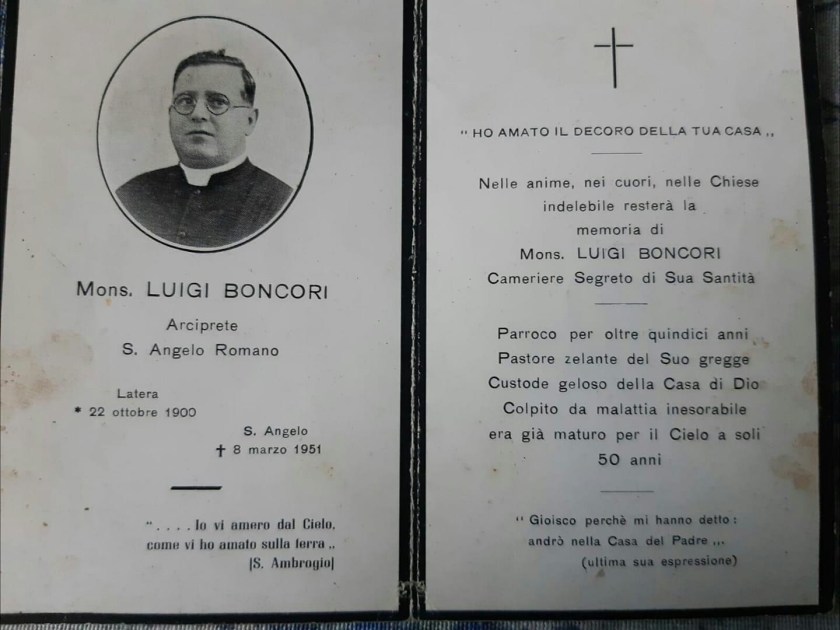 Mons. LUIGI BONCORI
Arciprete
S. Angelo Romano
Latera
* 22 ottobre 1900
S. Angelo
† 8 marzo 1951
“. . . . Io vi amero dal Cielo,
come vi ho amato sulla terra „
|S. Ambrogio|
“ HO AMATO IL DECORO DELLA TUA CASA „
Nelle anime, nei cuori, nelle Chiese
indelebile resterà la
memoria di
Mons. LUIGI BONCORI
Cameriere Segreto di Sua Santità
Parroco per oltre quindici anni
Pastore zelante del Suo gregge
Custode geloso della Casa di Dio
Colpito da malattia inesorabile
era già maturo per il Cielo a soli
50 anni
“ Gioisco perchè mi hanno detto :
andrò nella Casa del Padre „.
(ultima sua espressione)